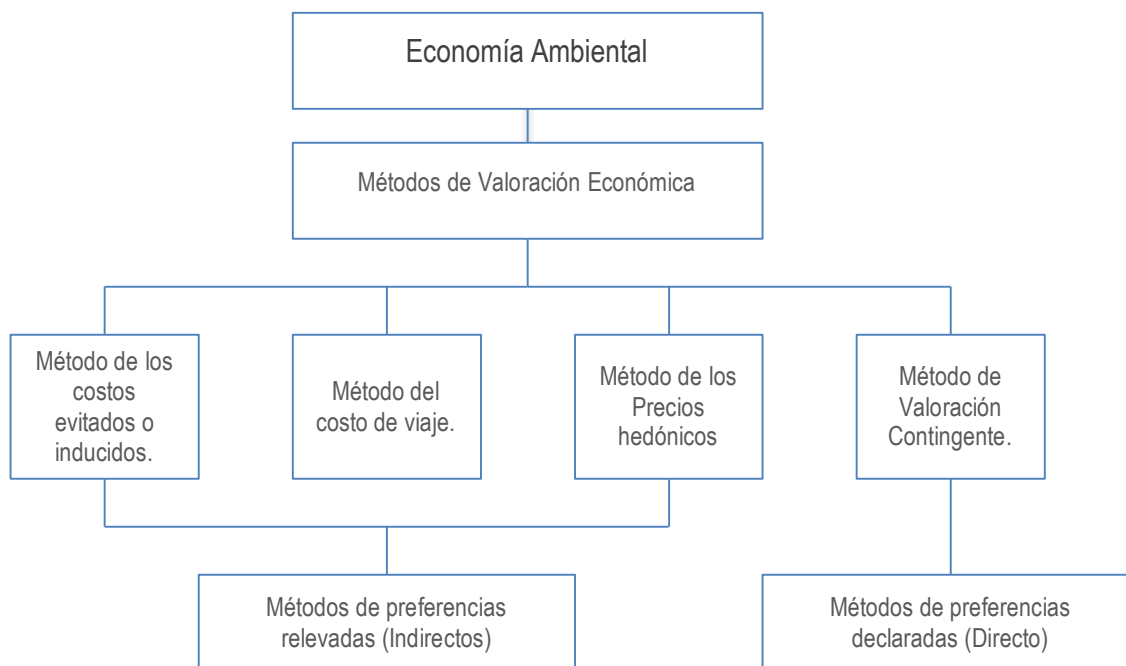 Economía Ambiental
Métodos de Valoración Económica
Método de los
costos
evitados o
inducidos.
Método del
costo de viaje.
Método de los
Precios
hedónicos
Método de
Valoración
Contingente.
Métodos de preferencias
relevadas (Indirectos)
Métodos de preferencias
declaradas (Directo)